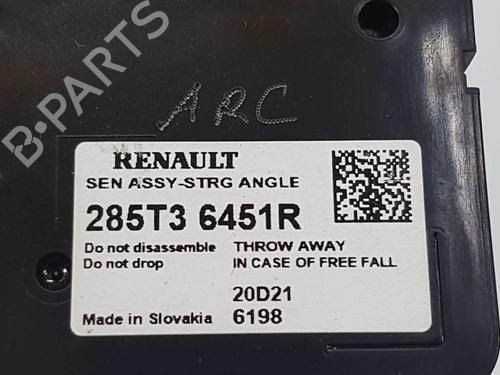 B-PARTS
ARC
RENAULT
SEN ASSY-STRG ANGLE
285T3 6451R
Do not disassemble THROW AWAY
Do not drop IN CASE OF FREE FALL
20D21
Made in Slovakia 6198